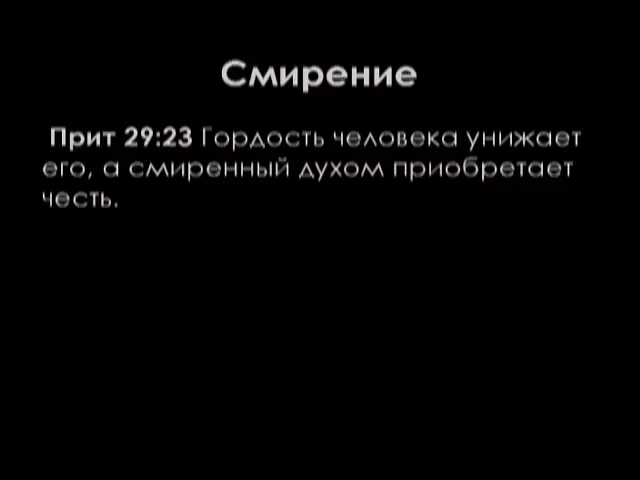 Смирение
Прит 29:23 Гордость человека унижает
его, а смиренный духом приобретает
честь.